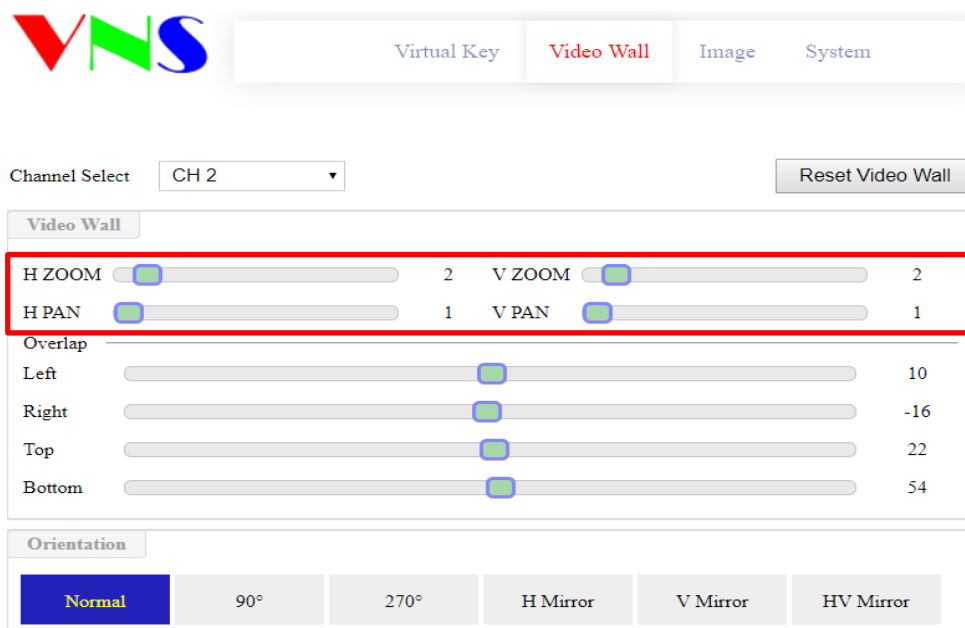 VNS
Virtual Key Video Wall Image System
Channel Select CH 2 Reset Video Wall
Video Wall
H ZOOM 2 V ZOOM 2
H PAN 1 V PAN 1
Overlap
Left 10
Right -16
Top 22
Bottom 54
Orientation
Normal 90° 270° H Mirror V Mirror HV Mirror